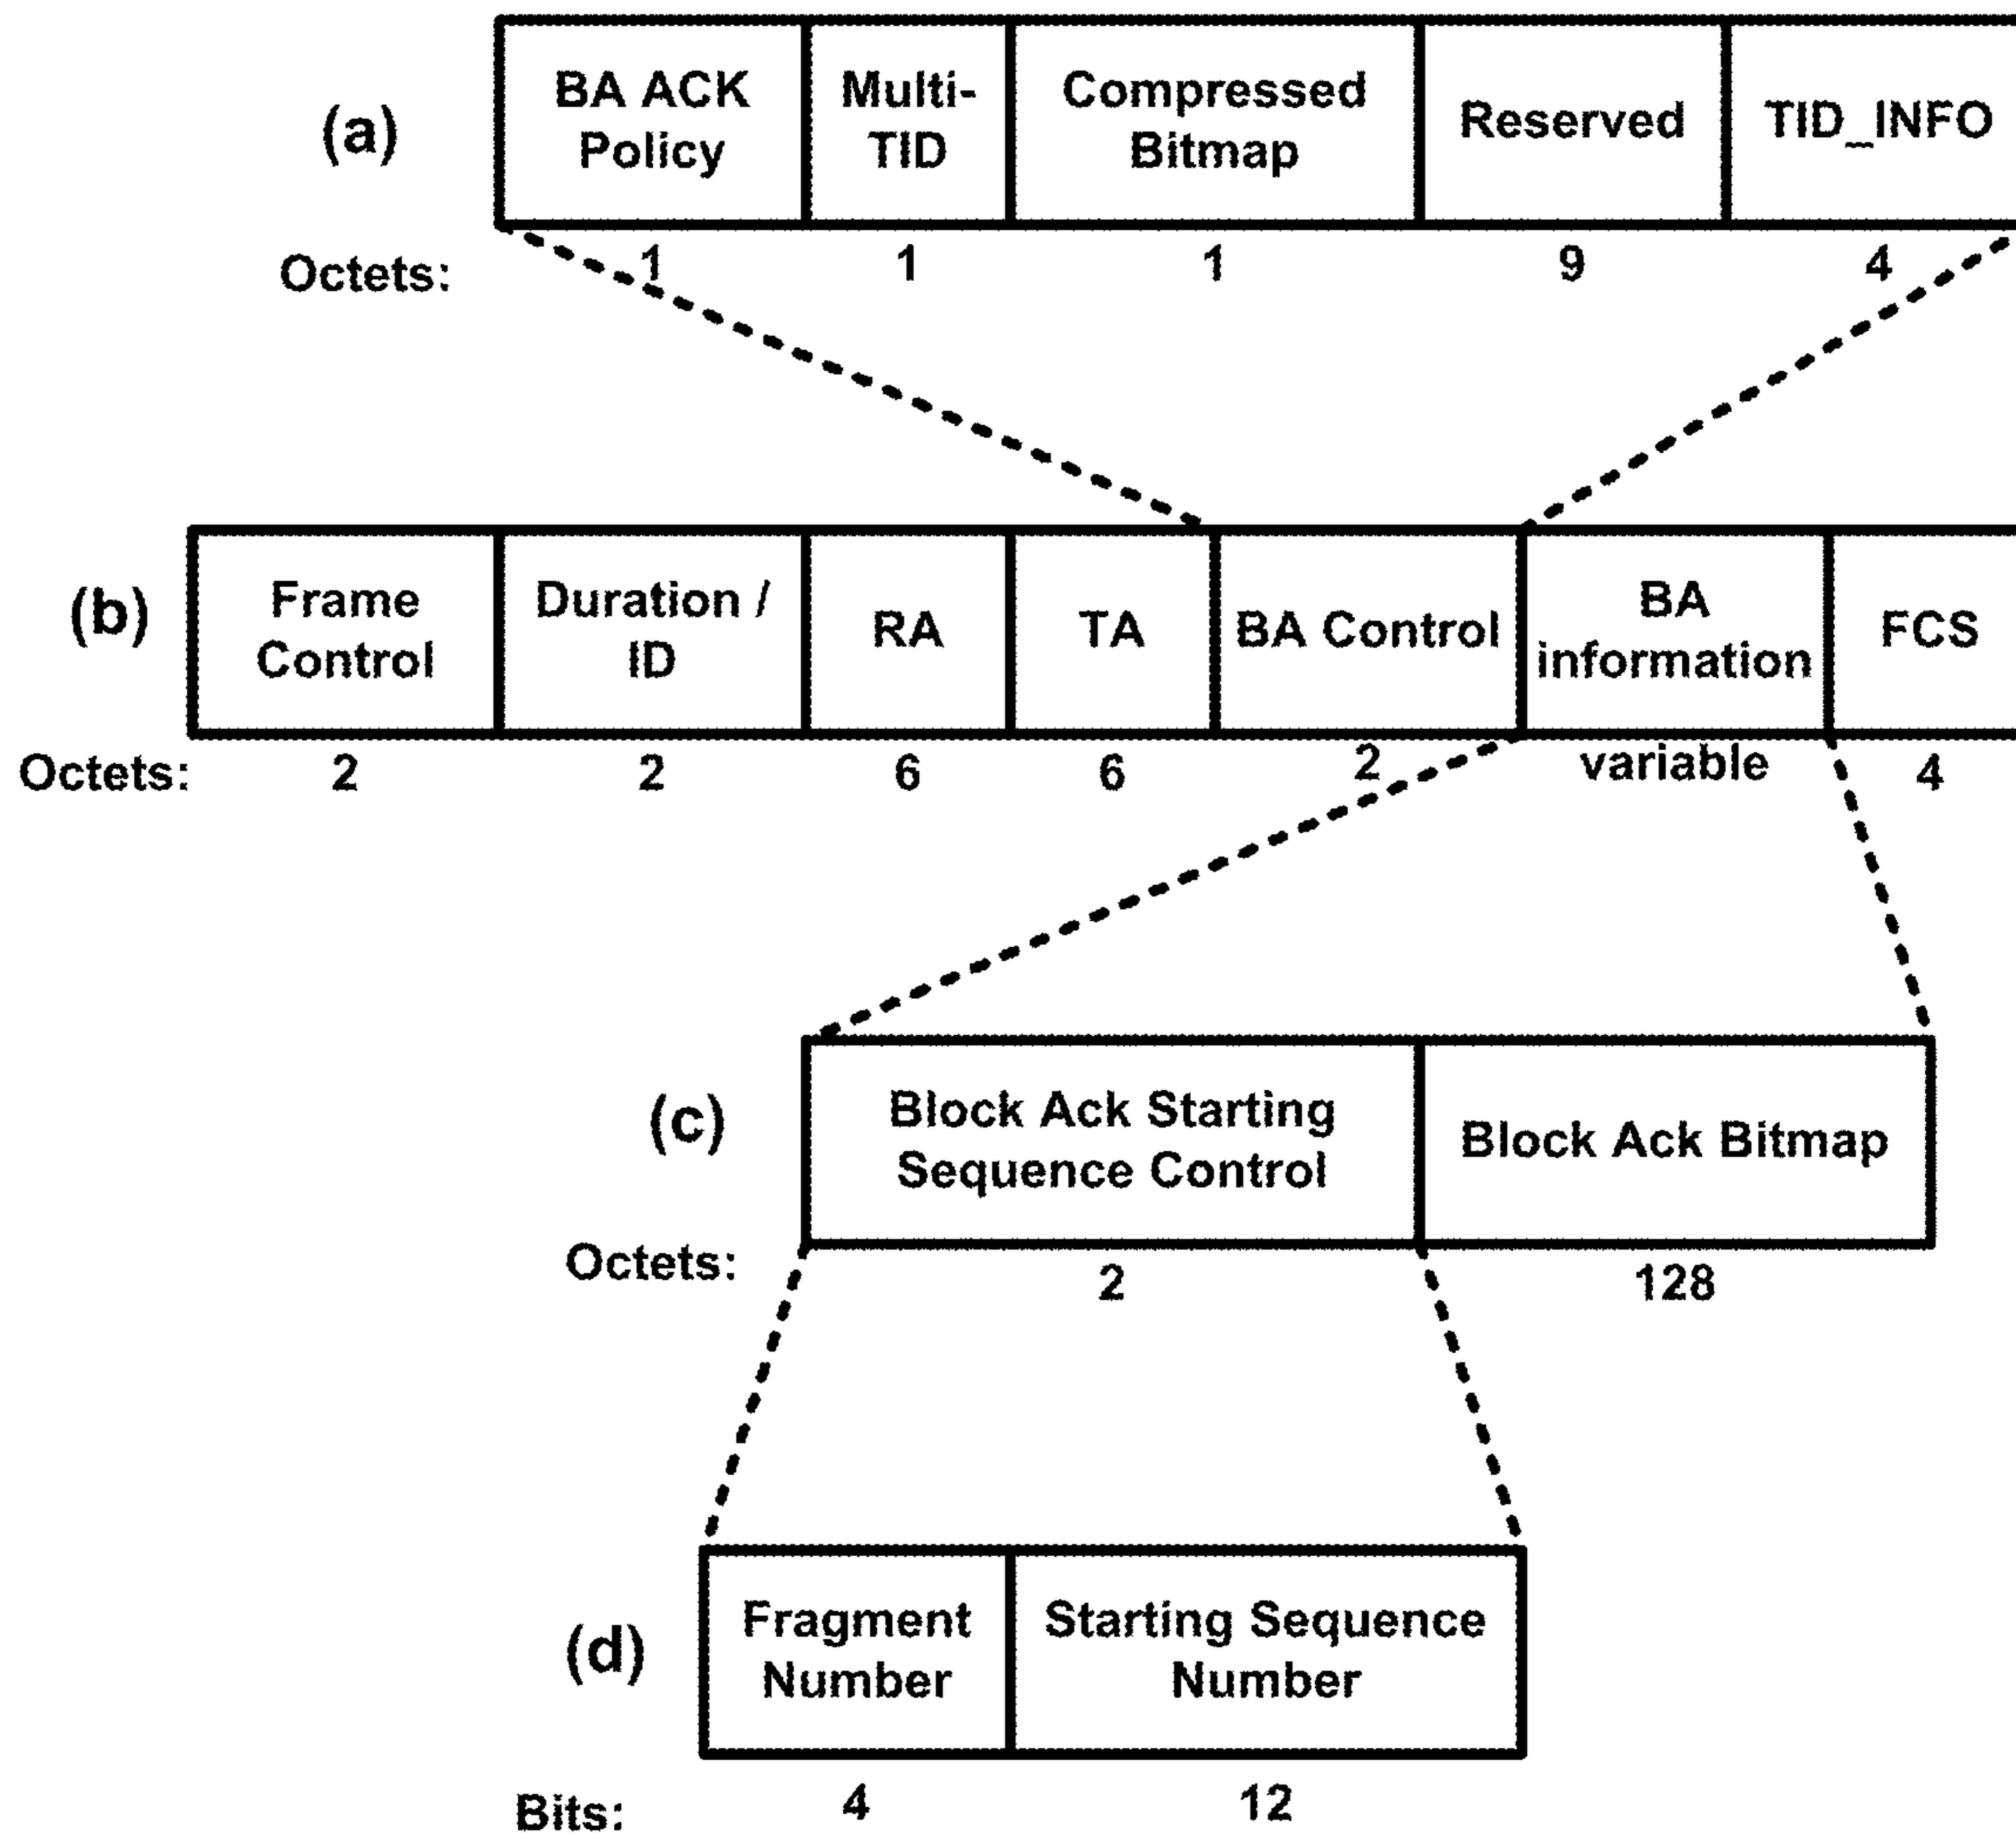 (a)
BA ACK
Policy
Multi-
TID
Compressed
Bitmap
Reserved
TID_INFO
Octets:
1
1
1
9
4
(b)
Frame
Control
Duration /
ID
RA
TA
BA Control
BA
information
FCS
Octets:
2
2
6
6
2
variable
4
(c)
Block Ack Starting
Sequence Control
Block Ack Bitmap
Octets:
2
128
(d)
Fragment
Number
Starting Sequence
Number
Bits:
4
12